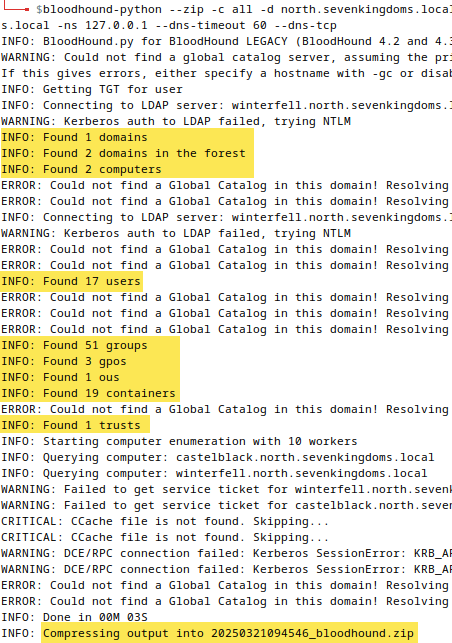 $bloodhound-python --zip -c all -d north.sevenkingdoms.local
s.local -ns 127.0.0.1 --dns-timeout 60 --dns-tcp
INFO: BloodHound.py for BloodHound LEGACY (BloodHound 4.2 and 4.3
WARNING: Could not find a global catalog server, assuming the pri
If this gives errors, either specify a hostname with -gc or disab
INFO: Getting TGT for user
INFO: Connecting to LDAP server: winterfell.north.sevenkingdoms.l
WARNING: Kerberos auth to LDAP failed, trying NTLM
INFO: Found 1 domains
INFO: Found 2 domains in the forest
INFO: Found 2 computers
ERROR: Could not find a Global Catalog in this domain! Resolving
ERROR: Could not find a Global Catalog in this domain! Resolving
INFO: Connecting to LDAP server: winterfell.north.sevenkingdoms.l
WARNING: Kerberos auth to LDAP failed, trying NTLM
ERROR: Could not find a Global Catalog in this domain! Resolving
ERROR: Could not find a Global Catalog in this domain! Resolving
INFO: Found 17 users
ERROR: Could not find a Global Catalog in this domain! Resolving
ERROR: Could not find a Global Catalog in this domain! Resolving
ERROR: Could not find a Global Catalog in this domain! Resolving
INFO: Found 51 groups
INFO: Found 3 gpos
INFO: Found 1 ous
INFO: Found 19 containers
ERROR: Could not find a Global Catalog in this domain! Resolving
INFO: Found 1 trusts
INFO: Starting computer enumeration with 10 workers
INFO: Querying computer: castelblack.north.sevenkingdoms.local
INFO: Querying computer: winterfell.north.sevenkingdoms.local
WARNING: Failed to get service ticket for winterfell.north.seven
WARNING: Failed to get service ticket for castelblack.north.seve
CRITICAL: CCache file is not found. Skipping...
CRITICAL: CCache file is not found. Skipping...
WARNING: DCE/RPC connection failed: Kerberos SessionError: KRB_AP
WARNING: DCE/RPC connection failed: Kerberos SessionError: KRB_AP
ERROR: Could not find a Global Catalog in this domain! Resolving
ERROR: Could not find a Global Catalog in this domain! Resolving
INFO: Done in 00M 03S
INFO: Compressing output into 20250321094546_bloodhound.zip